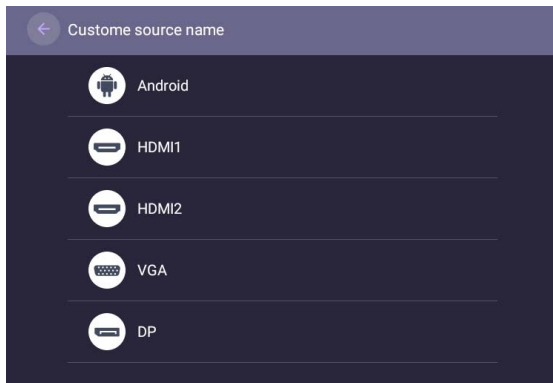 Custome source name
Android
HDMI1
HDMI2
VGA
DP